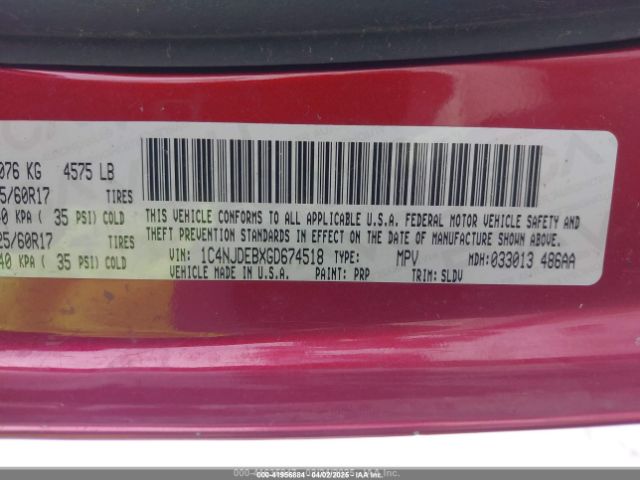 076 KG 4575 LB
5/60R17 TIRES
0 KPA ( 35 PSI) COLD
25/60R17 TIRES
40 KPA ( 35 PSI) COLD
THIS VEHICLE CONFORMS TO ALL APPLICABLE U.S.A. FEDERAL MOTOR VEHICLE SAFETY AND
THEFT PREVENTION STANDARDS IN EFFECT ON THE DATE OF MANUFACTURE SHOWN ABOVE.
VIN: 1C4NJDEBXGD674518 TYPE: MPV MDH: 033013 486AA
VEHICLE MADE IN U.S.A. PAINT: PRP TRIM: SLDV
000-41956884 04/02/2025 COPART